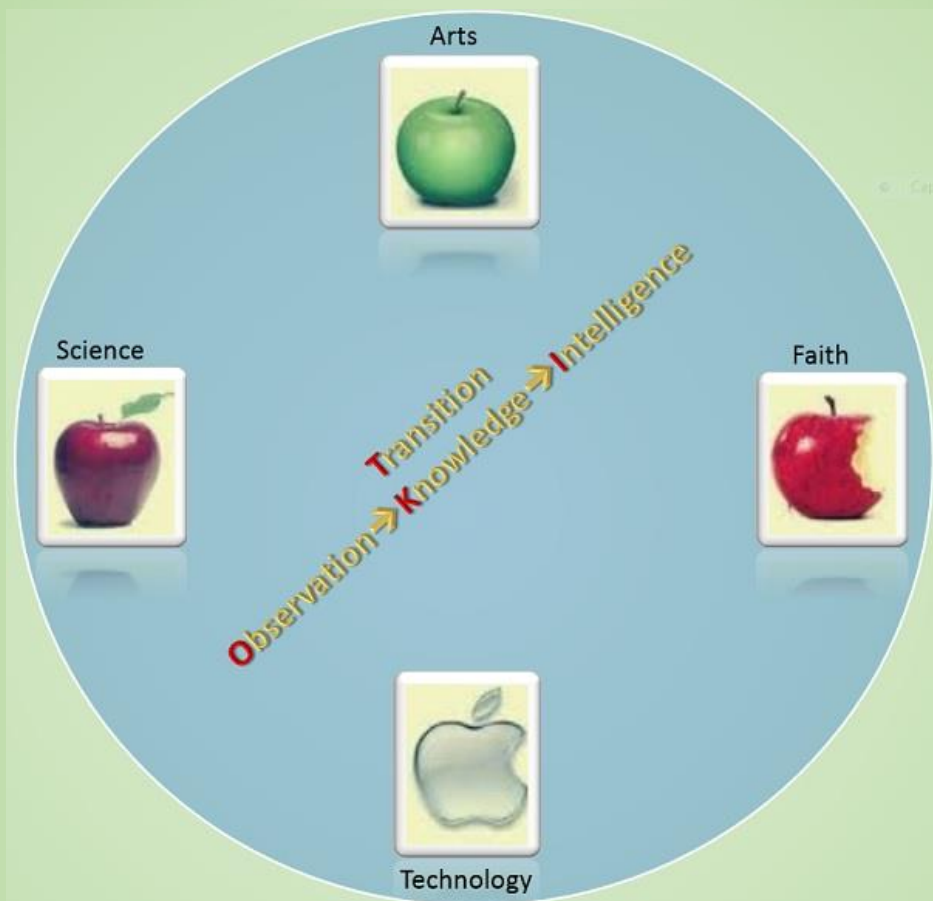 Arts
Science
Faith
Transition
Observation→Knowledge→Intelligence
Technology